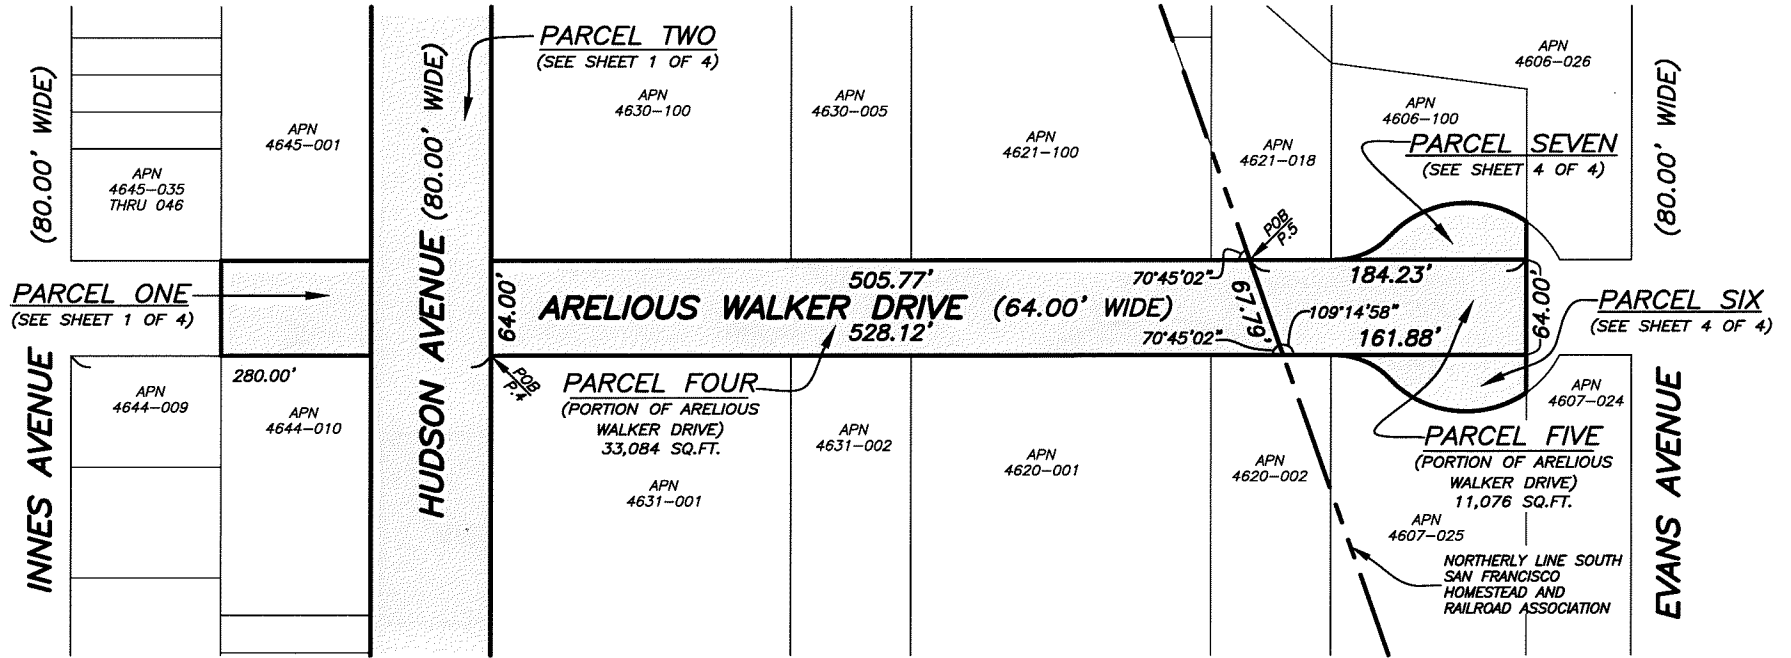 PARCEL TWO
(SEE SHEET 1 OF 4)
APN
4606-026
(80.00' WIDE)
HUDSON AVENUE (80.00' WIDE)
(80.00' WIDE)
APN
4645-001
APN
4630-100
APN
4630-005
APN
4621-100
APN
4621-018
APN
4606-100
PARCEL SEVEN
(SEE SHEET 4 OF 4)
APN
4645-035
THRU 046
POB
P.5
PARCEL ONE
(SEE SHEET 1 OF 4)
64.00'
505.77'
ARELIOUS WALKER DRIVE (64.00' WIDE)
528.12'
70°45'02"
67.79'
184.23'
109°14'58"
70°45'02"
161.88'
64.00'
PARCEL SIX
(SEE SHEET 4 OF 4)
INNES AVENUE
280.00'
APN
4644-009
APN
4644-010
POB
P.4
PARCEL FOUR
(PORTION OF ARELIOUS
WALKER DRIVE)
33,084 SQ.FT.
APN
4631-001
APN
4631-002
APN
4620-001
APN
4620-002
APN
4607-024
PARCEL FIVE
(PORTION OF ARELIOUS
WALKER DRIVE)
11,076 SQ.FT.
APN
4607-025
NORTHERLY LINE SOUTH
SAN FRANCISCO
HOMESTEAD AND
RAILROAD ASSOCIATION
EVANS AVENUE